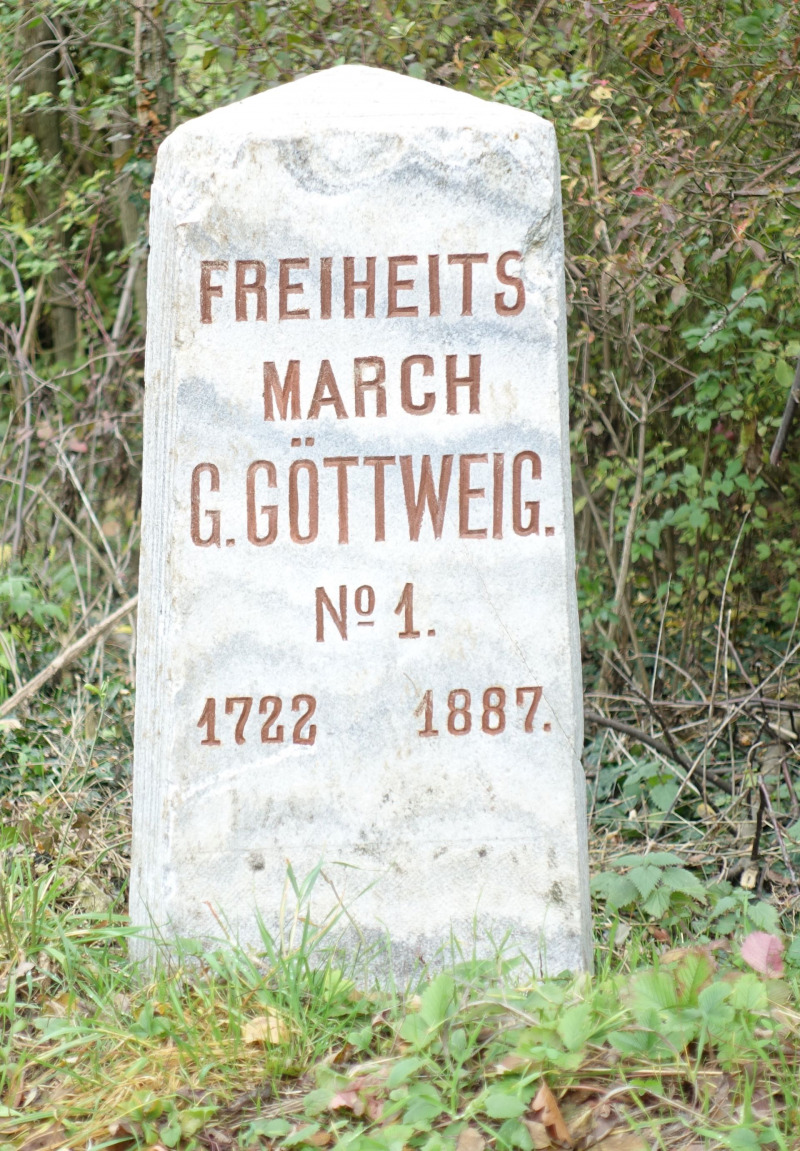 FREIHEITS
MARCH
G.GÖTTWEIG.
Nº 1.
1722 1887.